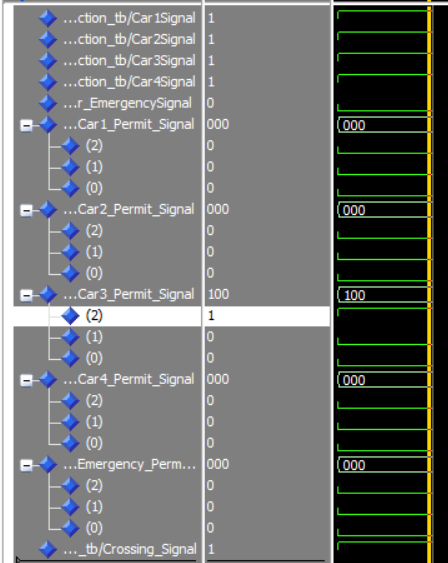 ...ction_tb/Car1Signal 1
...ction_tb/Car2Signal 1
...ction_tb/Car3Signal 1
...ction_tb/Car4Signal 1
...r_EmergencySignal 0
...Car1_Permit_Signal 000 000
(2) 0
(1) 0
(0) 0
...Car2_Permit_Signal 000 000
(2) 0
(1) 0
(0) 0
...Car3_Permit_Signal 100 100
(2) 1
(1) 0
(0) 0
...Car4_Permit_Signal 000 000
(2) 0
(1) 0
(0) 0
...Emergency_Perm... 000 000
(2) 0
(1) 0
(0) 0
..._tb/Crossing_Signal 1